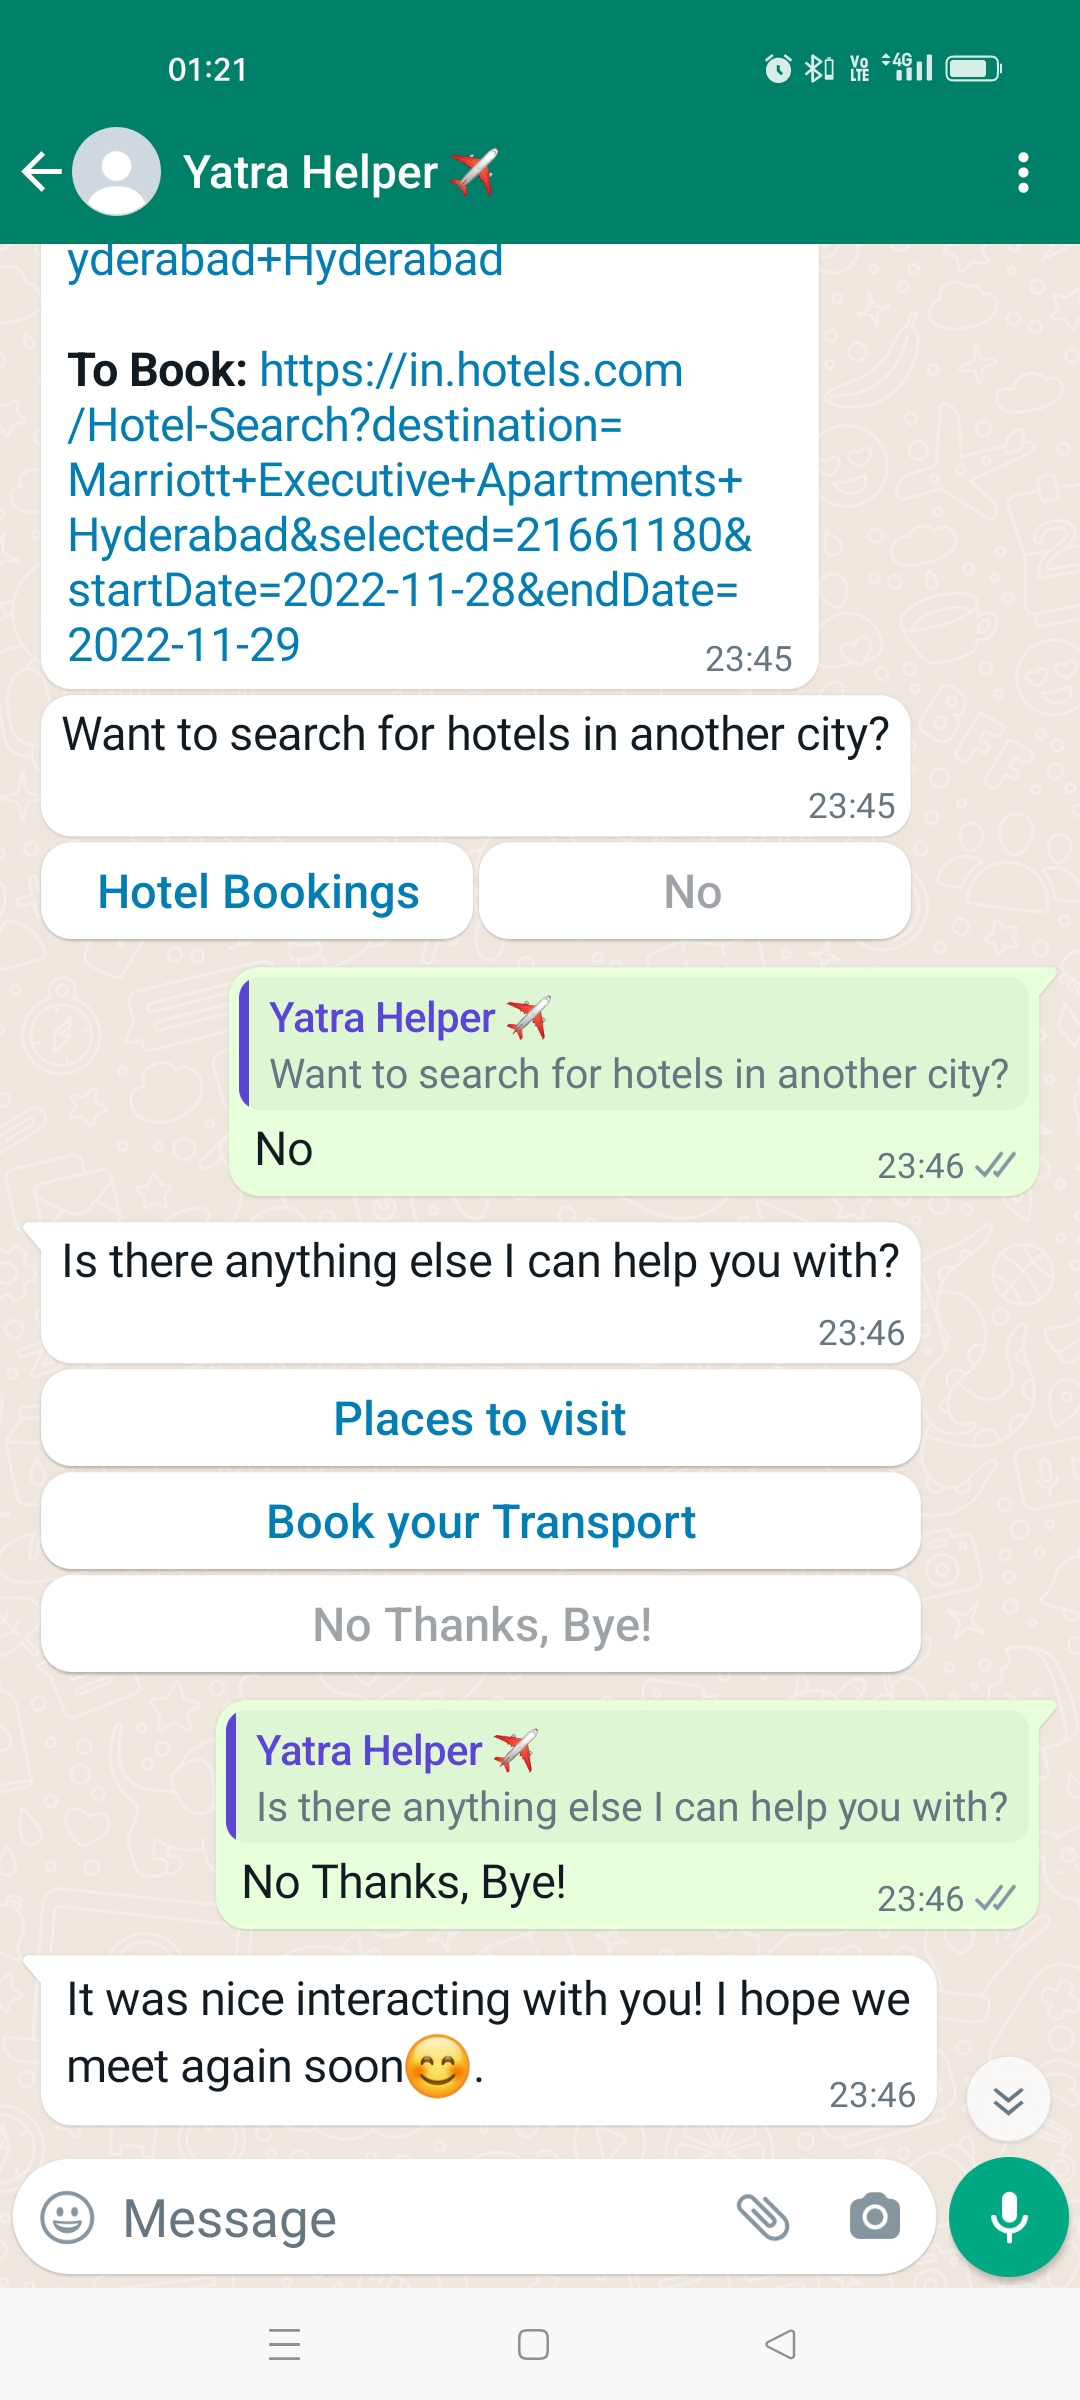 01:21
Vo LTE 4G
Yatra Helper ✈️
yderabad+Hyderabad
To Book: https://in.hotels.com
/Hotel-Search?destination=
Marriott+Executive+Apartments+
Hyderabad&selected=21661180&
startDate=2022-11-28&endDate=
2022-11-29
23:45
Want to search for hotels in another city?
23:45
Hotel Bookings
No
Yatra Helper ✈️
Want to search for hotels in another city?
No
23:46
Is there anything else I can help you with?
23:46
Places to visit
Book your Transport
No Thanks, Bye!
Yatra Helper ✈️
Is there anything else I can help you with?
No Thanks, Bye!
23:46
It was nice interacting with you! I hope we
meet again soon😊.
23:46
Message